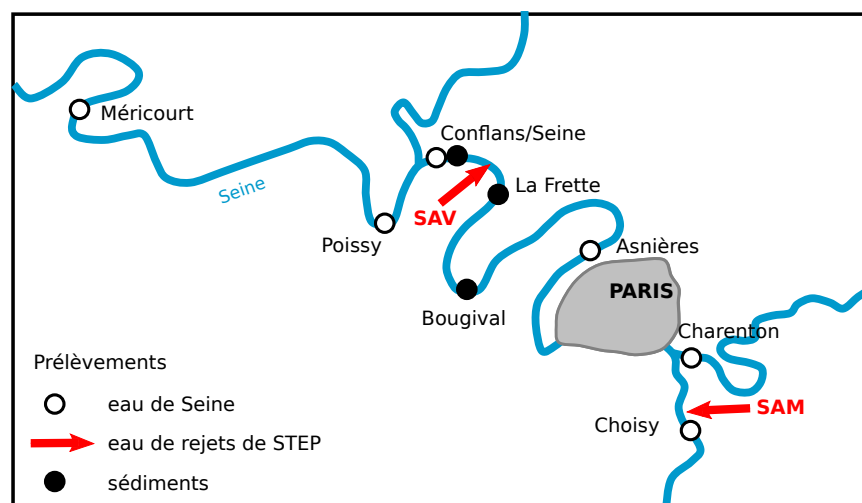 Méricourt
Conflans/Seine
La Frette
Seine
SAV
Poissy
Asnières
PARIS
Bougival
Charenton
Prélèvements
eau de Seine
SAM
Choisy
eau de rejets de STEP
sédiments